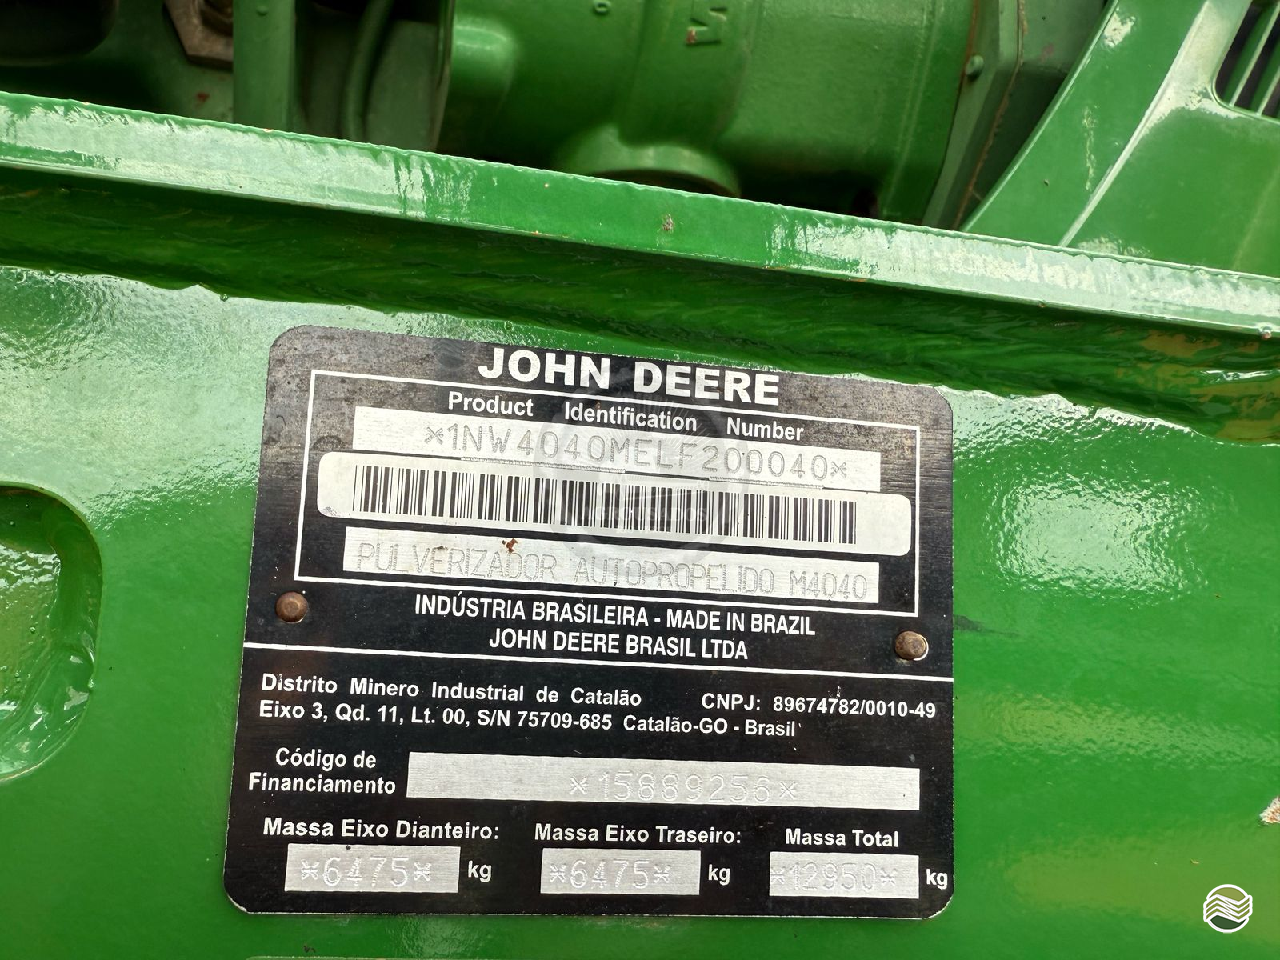 JOHN DEERE
Product Identification Number
*1NW4040MELF200040*
PULVERIZADOR AUTOPROPELIDO M4040
INDÚSTRIA BRASILEIRA - MADE IN BRAZIL
JOHN DEERE BRASIL LTDA
Distrito Minero Industrial de Catalão CNPJ: 89674782/0010-49
Eixo 3, Qd. 11, Lt. 00, S/N 75709-685 Catalão-GO - Brasil
Código de
Financiamento
*15889256*
Massa Eixo Dianteiro: Massa Eixo Traseiro: Massa Total
*6475* kg *6475* kg *12950* kg